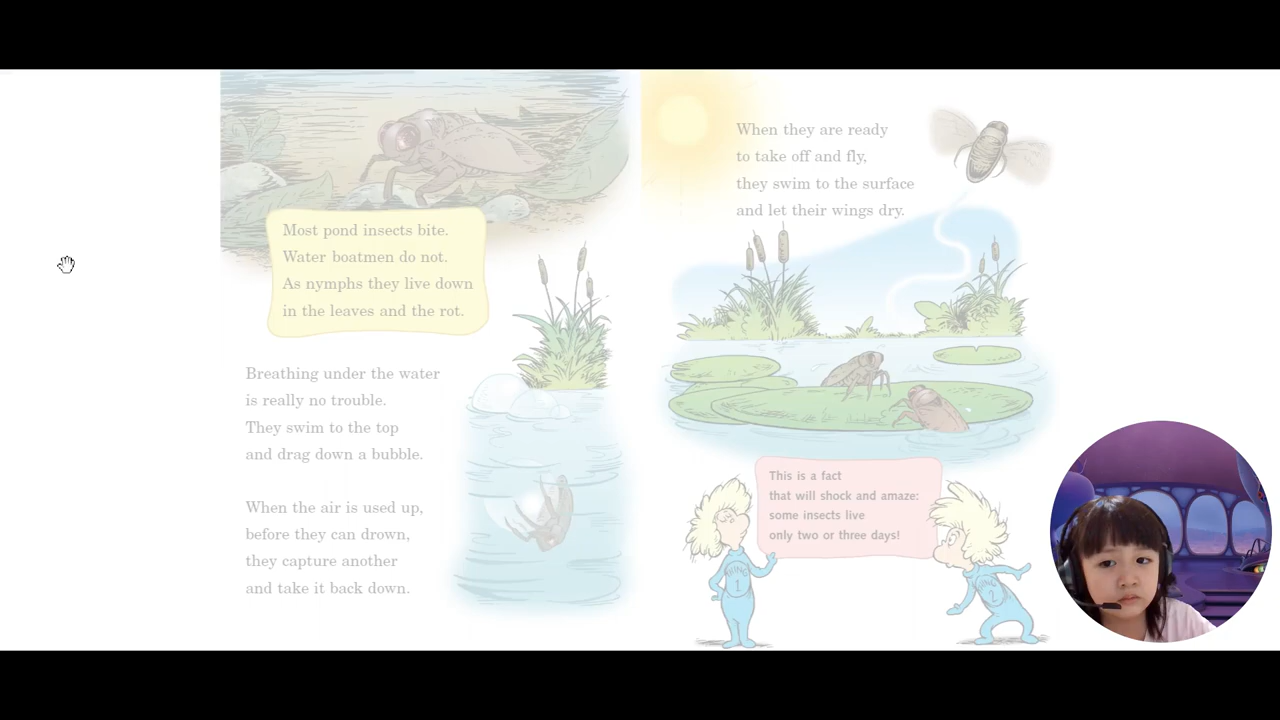 Most pond insects bite.
Water boatmen do not.
As nymphs they live down
in the leaves and the rot.
Breathing under the water
is really no trouble.
They swim to the top
and drag down a bubble.
When the air is used up,
before they can drown,
they capture another
and take it back down.
When they are ready
to take off and fly,
they swim to the surface
and let their wings dry.
This is a fact
that will shock and amaze:
some insects live
only two or three days!
THING
1
THING
2